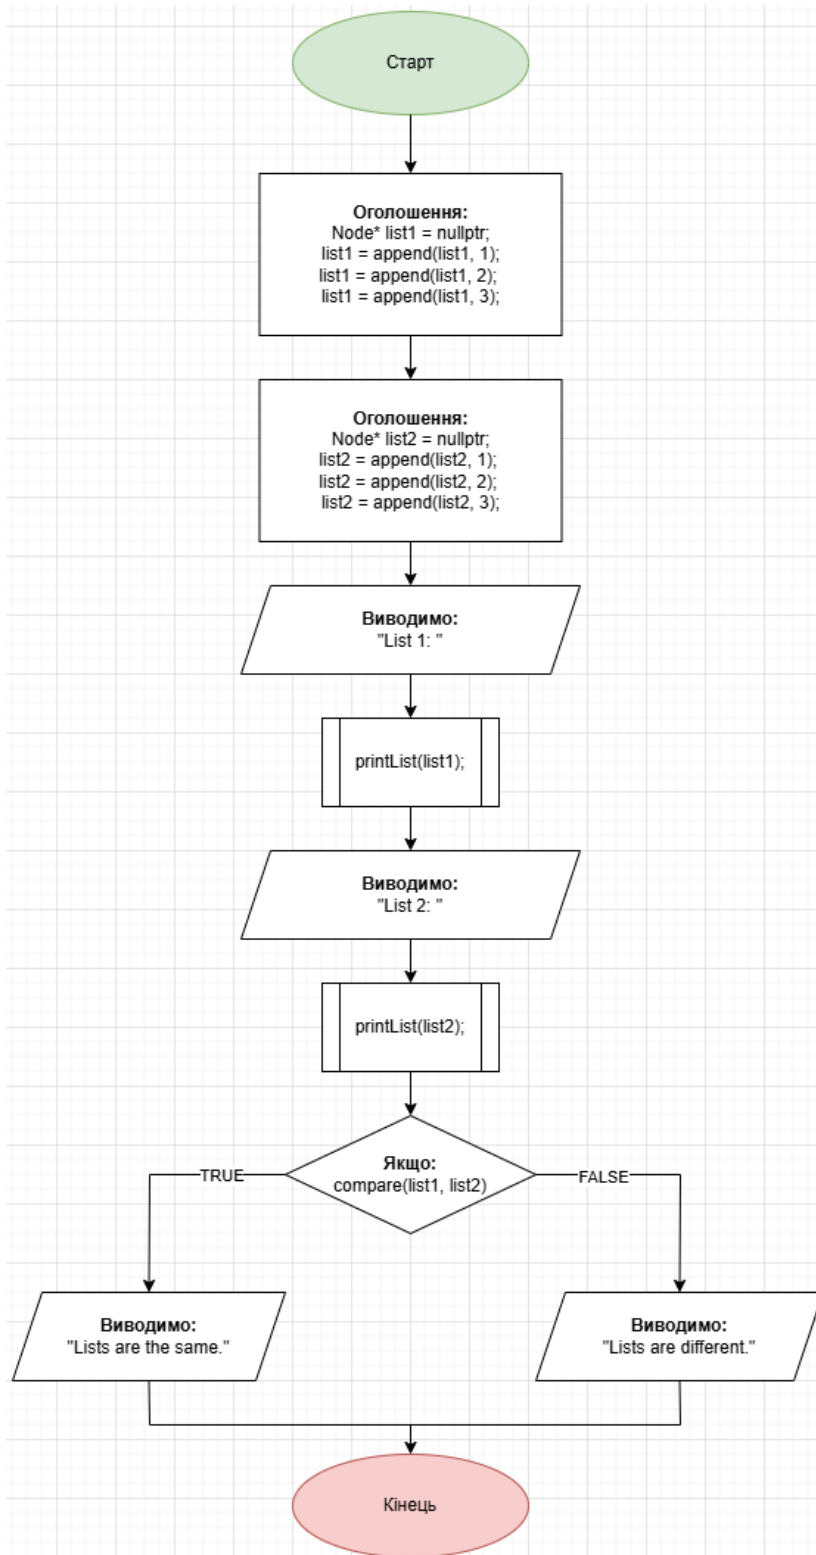 Старт
Оголошення:
Node* list1 = nullptr;
list1 = append(list1, 1);
list1 = append(list1, 2);
list1 = append(list1, 3);
Оголошення:
Node* list2 = nullptr;
list2 = append(list2, 1);
list2 = append(list2, 2);
list2 = append(list2, 3);
Виводимо:
"List 1: "
printList(list1);
Виводимо:
"List 2: "
printList(list2);
Якщо:
compare(list1, list2)
TRUE
FALSE
Виводимо:
"Lists are the same."
Виводимо:
"Lists are different."
Кінець